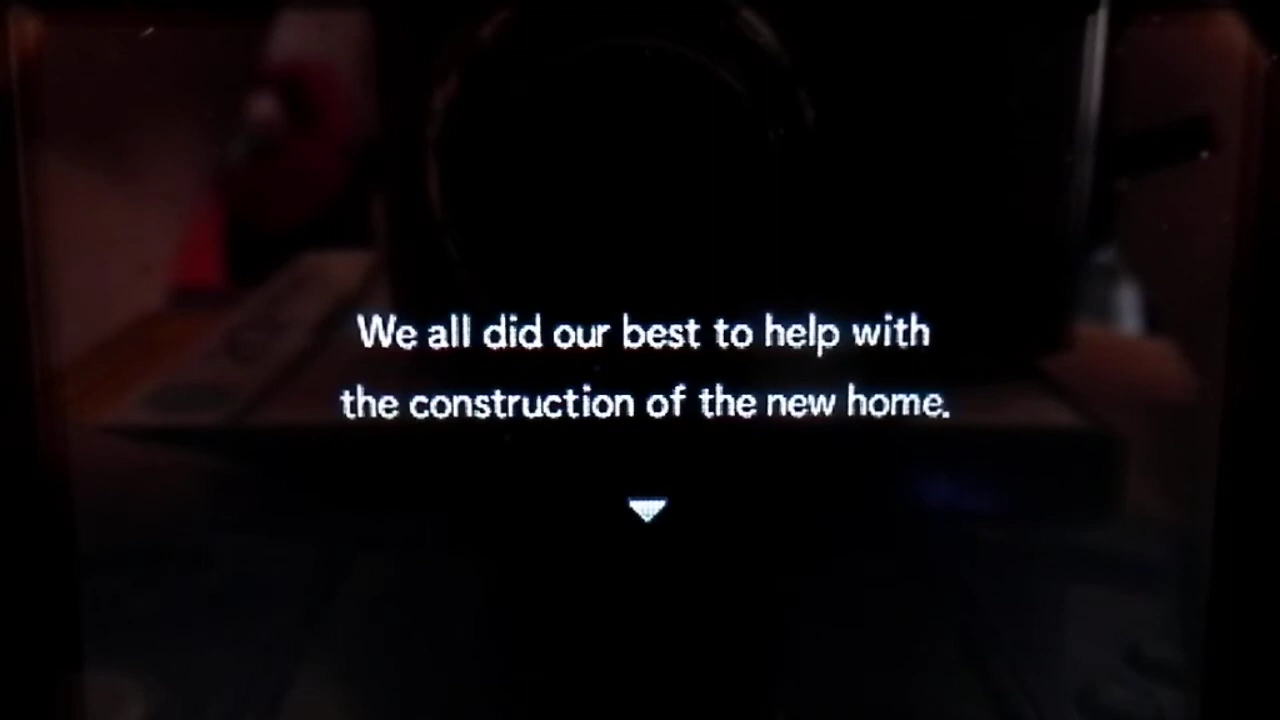 We all did our best to help with
the construction of the new home.